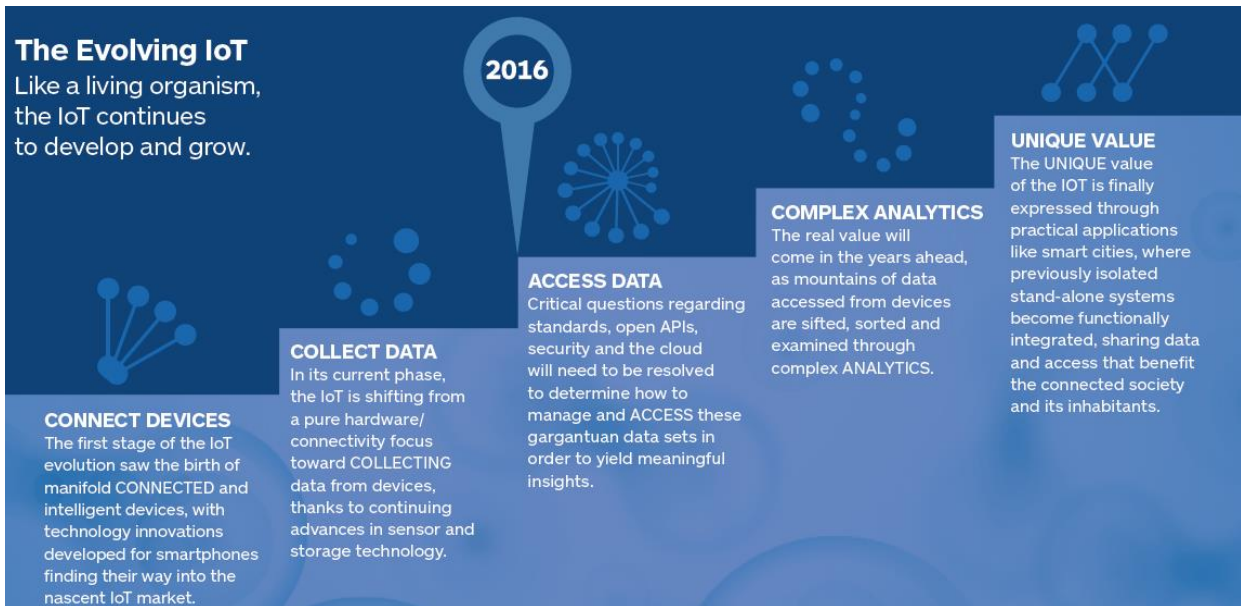 The Evolving IoT
Like a living organism,
the IoT continues
to develop and grow.
2016
CONNECT DEVICES
The first stage of the IoT
evolution saw the birth of
manifold CONNECTED and
intelligent devices, with
technology innovations
developed for smartphones
finding their way into the
nascent IoT market.
COLLECT DATA
In its current phase,
the IoT is shifting from
a pure hardware/
connectivity focus
toward COLLECTING
data from devices,
thanks to continuing
advances in sensor and
storage technology.
ACCESS DATA
Critical questions regarding
standards, open APIs,
security and the cloud
will need to be resolved
to determine how to
manage and ACCESS these
gargantuan data sets in
order to yield meaningful
insights.
COMPLEX ANALYTICS
The real value will
come in the years ahead,
as mountains of data
accessed from devices
are sifted, sorted and
examined through
complex ANALYTICS.
UNIQUE VALUE
The UNIQUE value
of the IOT is finally
expressed through
practical applications
like smart cities, where
previously isolated
stand-alone systems
become functionally
integrated, sharing data
and access that benefit
the connected society
and its inhabitants.